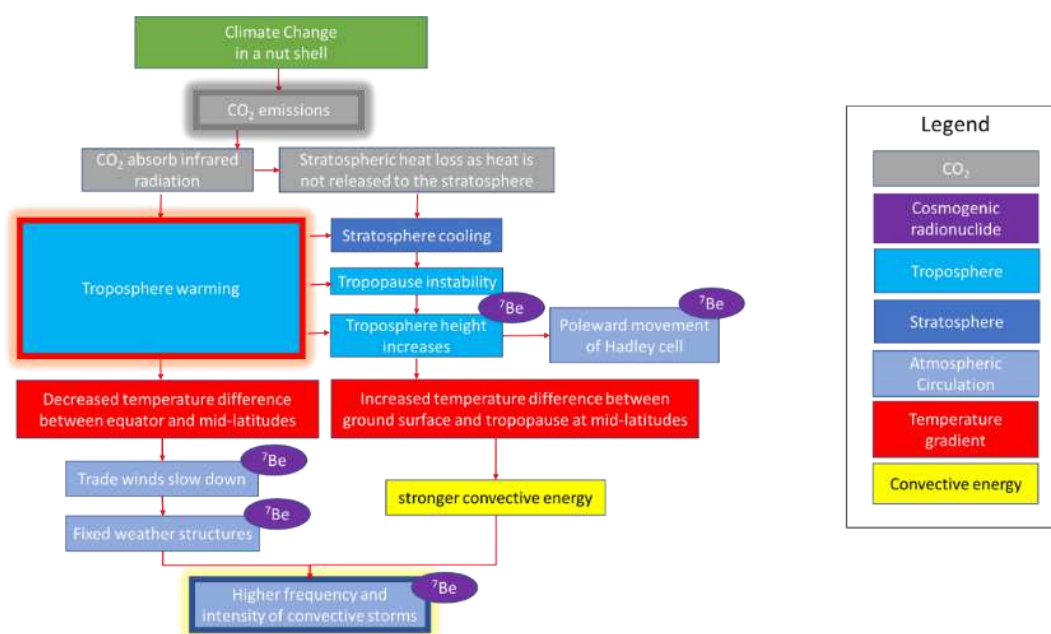 Climate Change
in a nut shell
CO₂ emissions
CO₂ absorb infrared
radiation
Stratospheric heat loss as heat is
not released to the stratosphere
Troposphere warming
Stratosphere cooling
Tropopause instability
⁷Be
Troposphere height
increases
⁷Be
Poleward movement
of Hadley cell
Decreased temperature difference
between equator and mid-latitudes
Increased temperature difference between
ground surface and tropopause at mid-latitudes
⁷Be
Trade winds slow down
stronger convective energy
⁷Be
Fixed weather structures
⁷Be
Higher frequency and
intensity of convective storms
Legend
CO₂
Cosmogenic
radionuclide
Troposphere
Stratosphere
Atmospheric
Circulation
Temperature
gradient
Convective energy